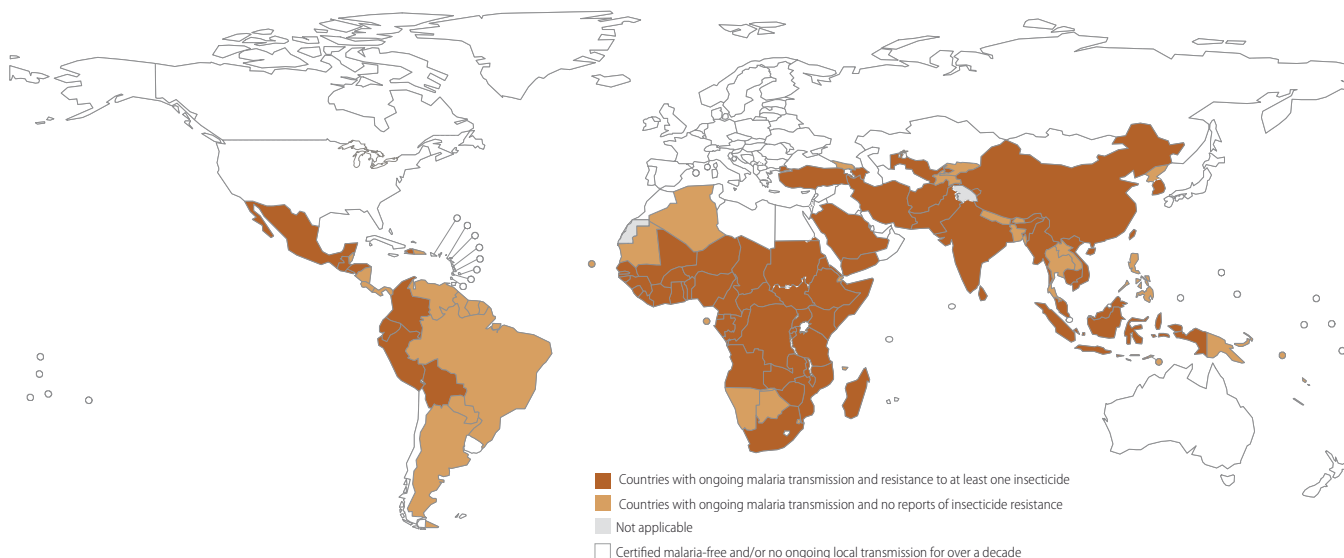 Countries with ongoing malaria transmission and resistance to at least one insecticide
Countries with ongoing malaria transmission and no reports of insecticide resistance
Not applicable
Certified malaria-free and/or no ongoing local transmission for over a decade